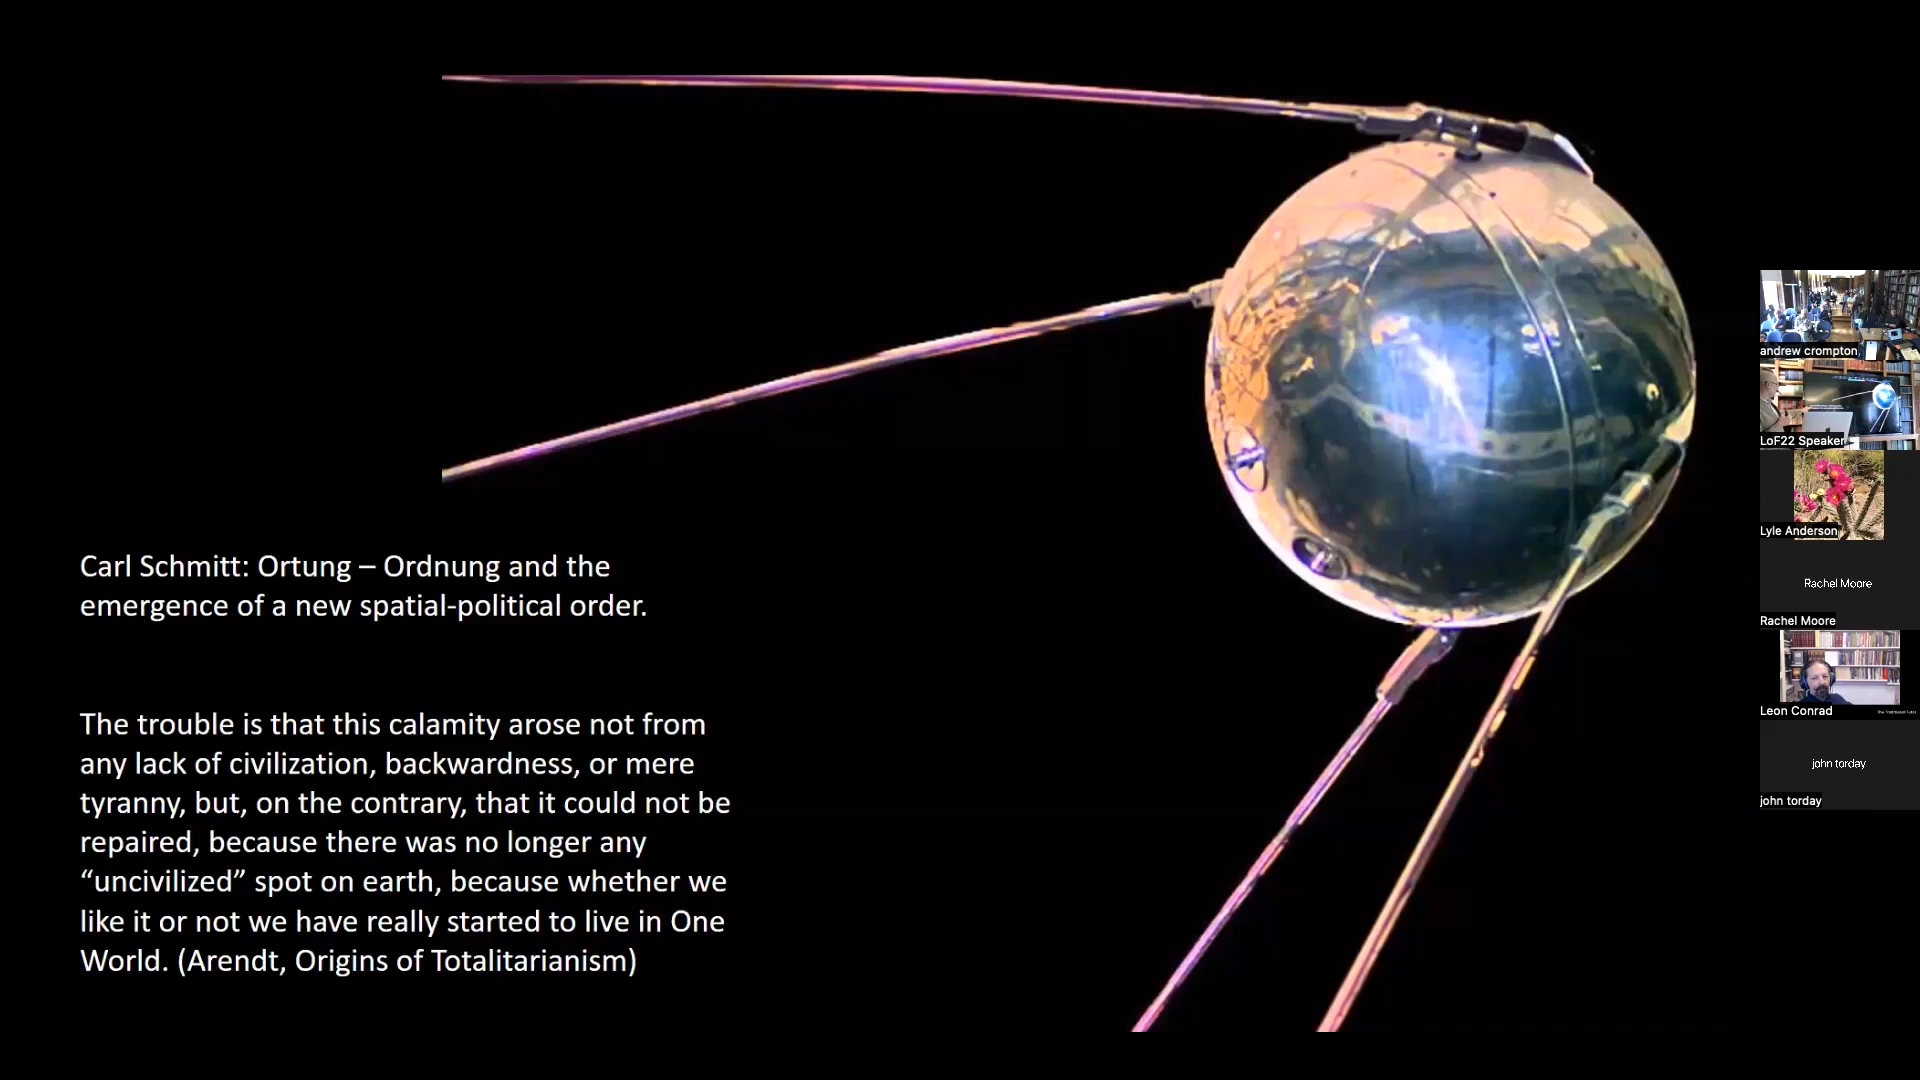 Carl Schmitt: Ortung – Ordnung and the
emergence of a new spatial-political order.
The trouble is that this calamity arose not from
any lack of civilization, backwardness, or mere
tyranny, but, on the contrary, that it could not be
repaired, because there was no longer any
“uncivilized” spot on earth, because whether we
like it or not we have really started to live in One
World. (Arendt, Origins of Totalitarianism)
andrew crompton
LoF22 Speaker
Lyle Anderson
Rachel Moore
Rachel Moore
Leon Conrad
The Traditional Tutor
john torday
john torday